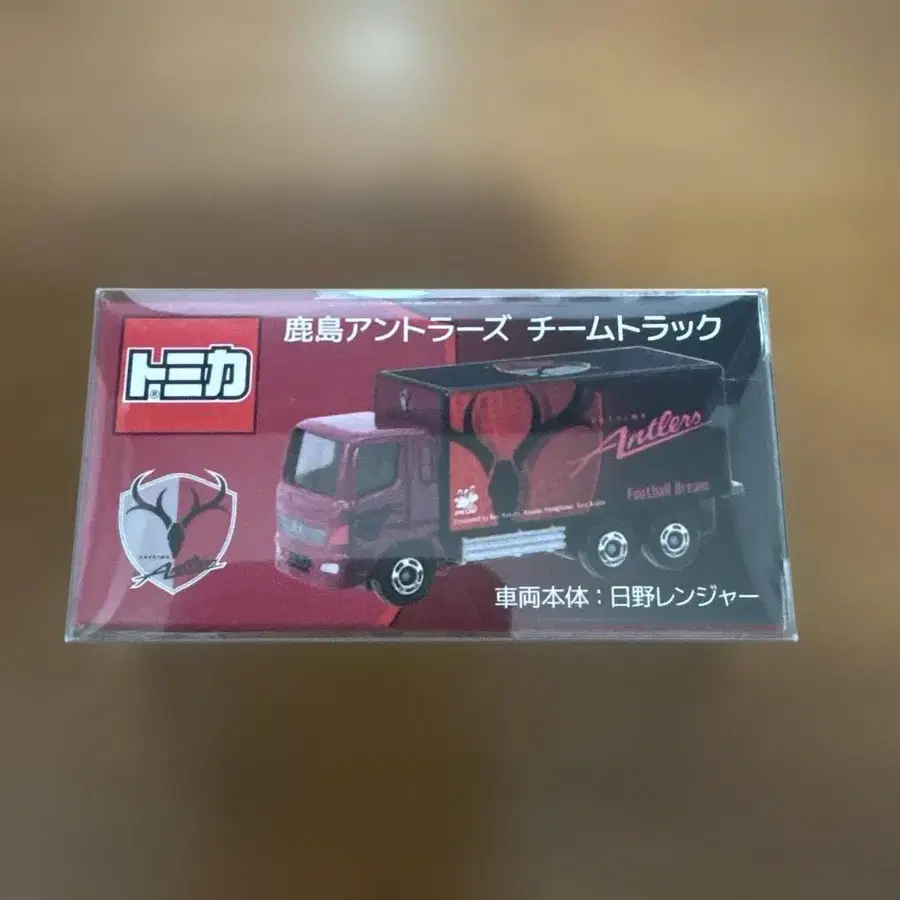 鹿島アントラーズ チームトラック
トミカ
Antlers
Football Dream
Antlers
車両本体：日野レンジャー